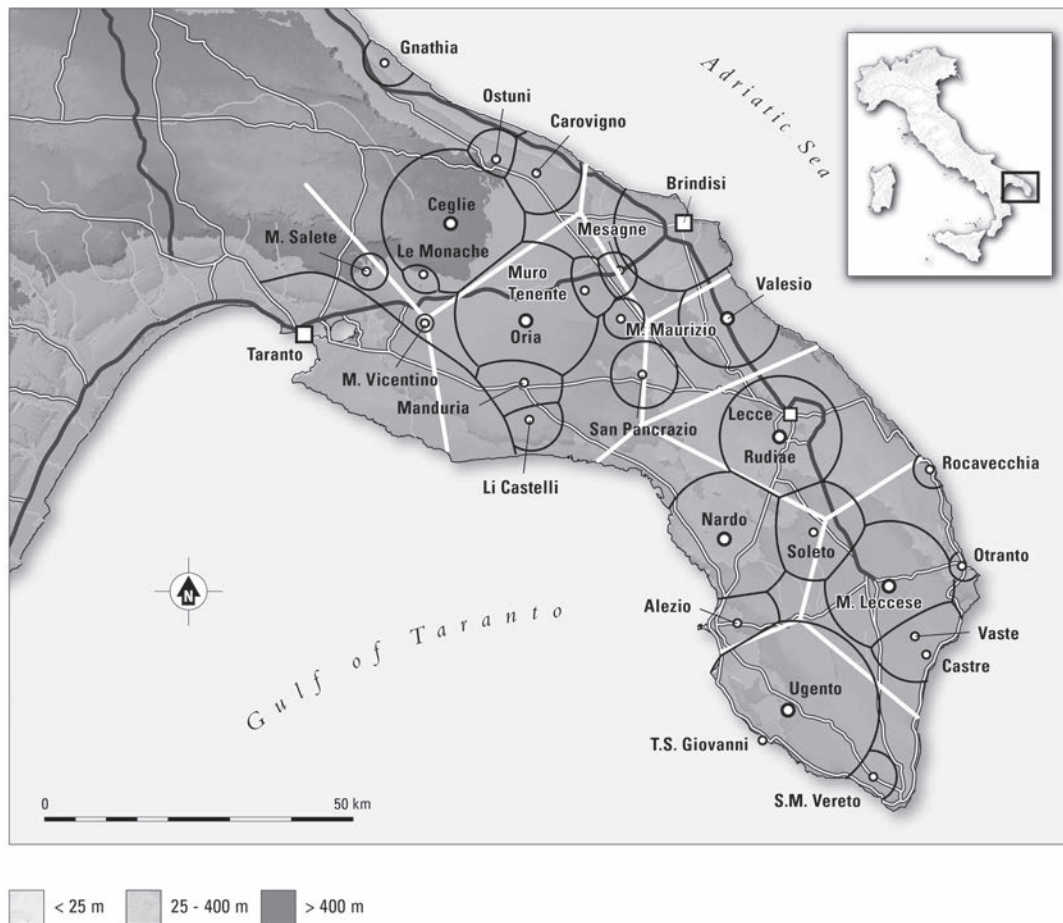 Gnathia
Adriatic Sea
Ostuni
Carovigno
Brindisi
Ceglie
Mesagne
M. Salete
Le Monache
Muro
Tenente
Valesio
Oria
M. Maurizio
Taranto
M. Vicentino
Manduria
Lecce
San Pancrazio
Rudiae
Rocavecchia
Li Castelli
Nardo
Soleto
Otranto
N
M. Leccese
Alezio
Vaste
Gulf of Taranto
Castre
Ugento
T.S. Giovanni
S.M. Vereto
0 50 km
< 25 m 25 - 400 m > 400 m